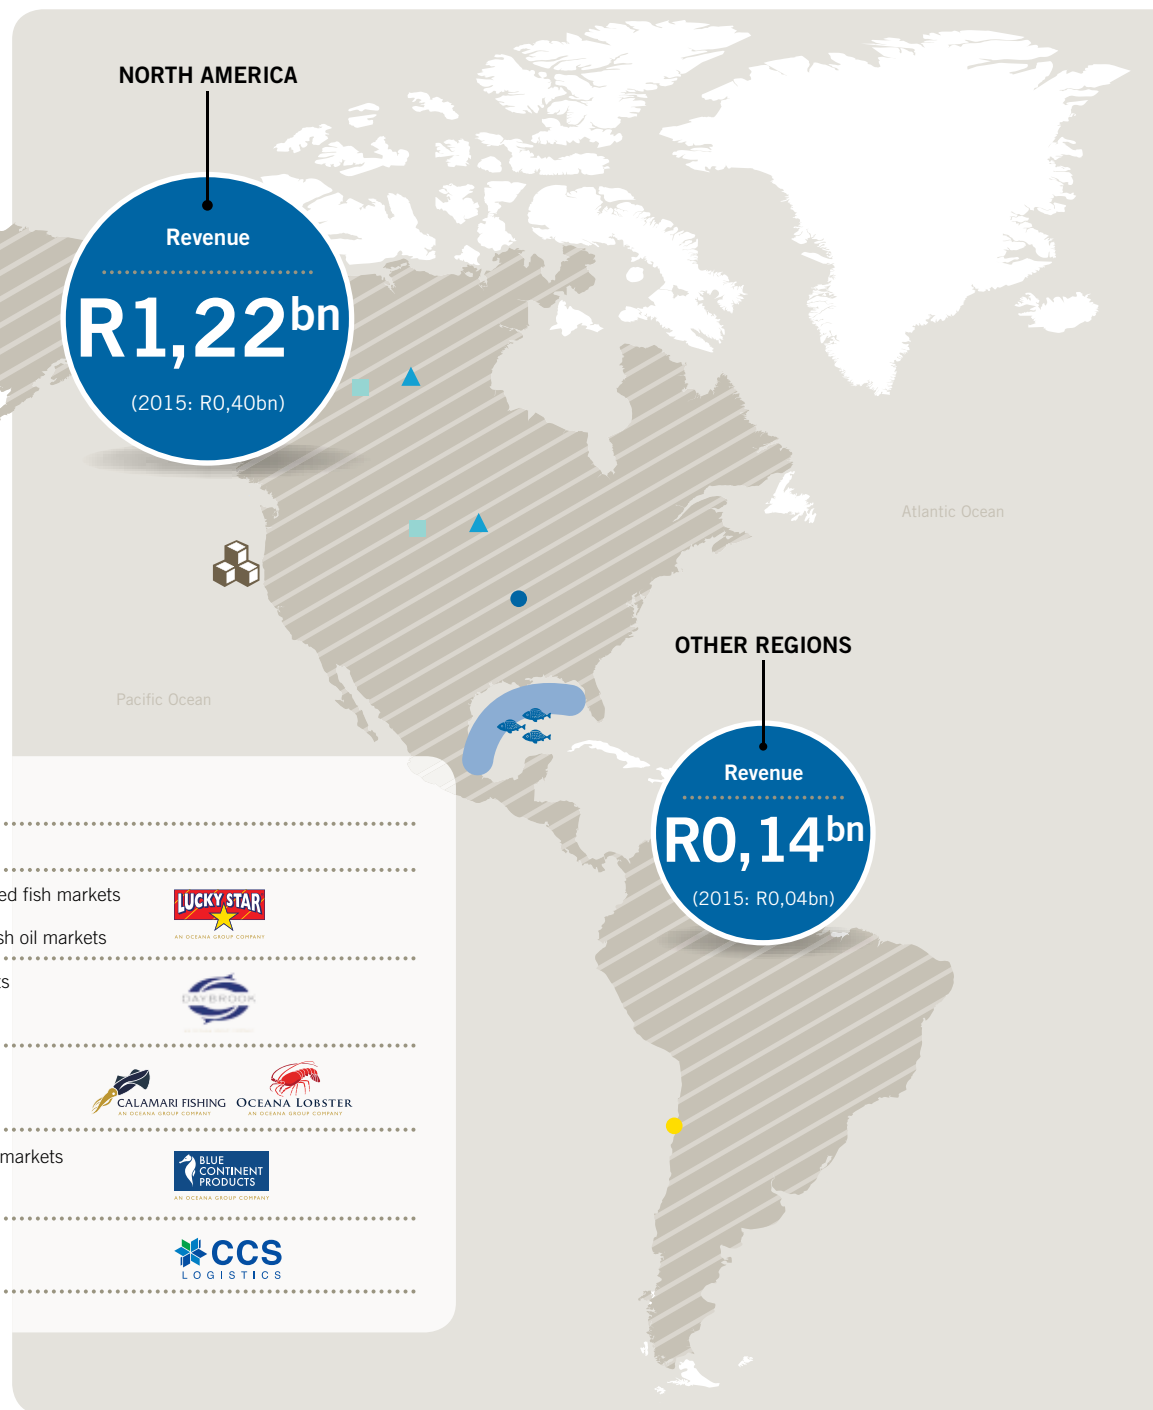 NORTH AMERICA
Revenue
R1,22bn
(2015: R0,40bn)
Atlantic Ocean
Pacific Ocean
OTHER REGIONS
Revenue
R0,14bn
(2015: R0,04bn)
ed fish markets
LUCKY STAR
AN OCEANA GROUP COMPANY
sh oil markets
ts
DAYBROOK
CALAMARI FISHING
AN OCEANA GROUP COMPANY
OCEANA LOBSTER
AN OCEANA GROUP COMPANY
markets
BLUE
CONTINENT
PRODUCTS
AN OCEANA GROUP COMPANY
CCS
LOGISTICS